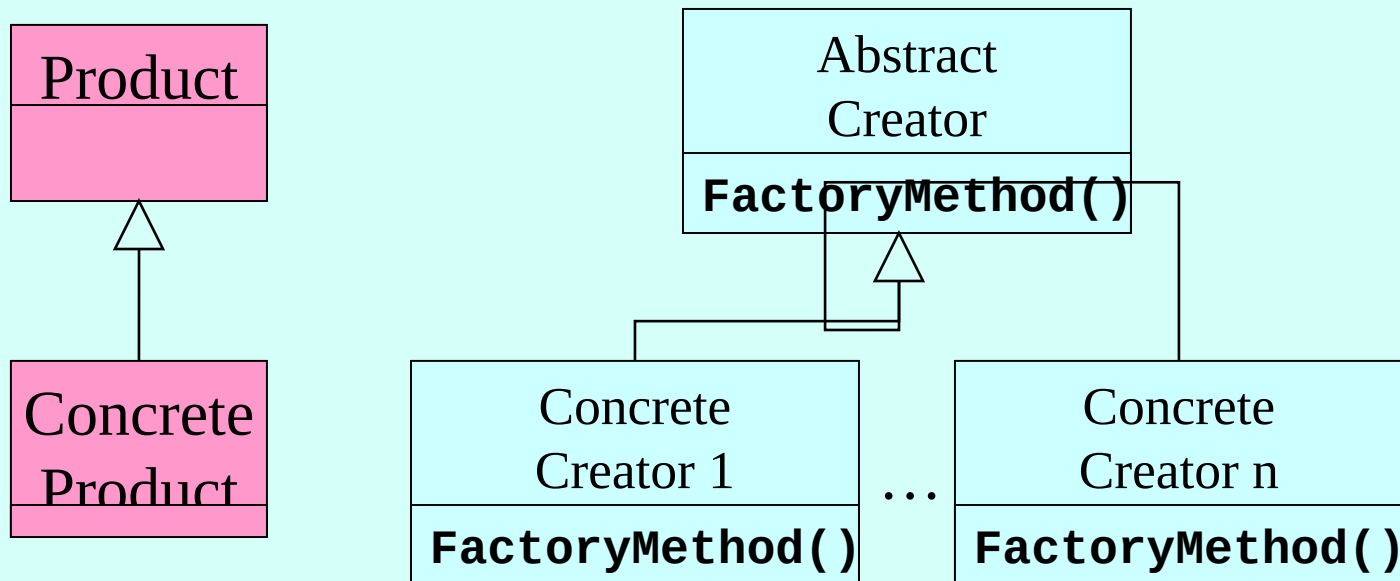 Product
Abstract
Creator
FactoryMethod()
Concrete
Product
Concrete
Creator 1
FactoryMethod()
…
Concrete
Creator n
FactoryMethod()